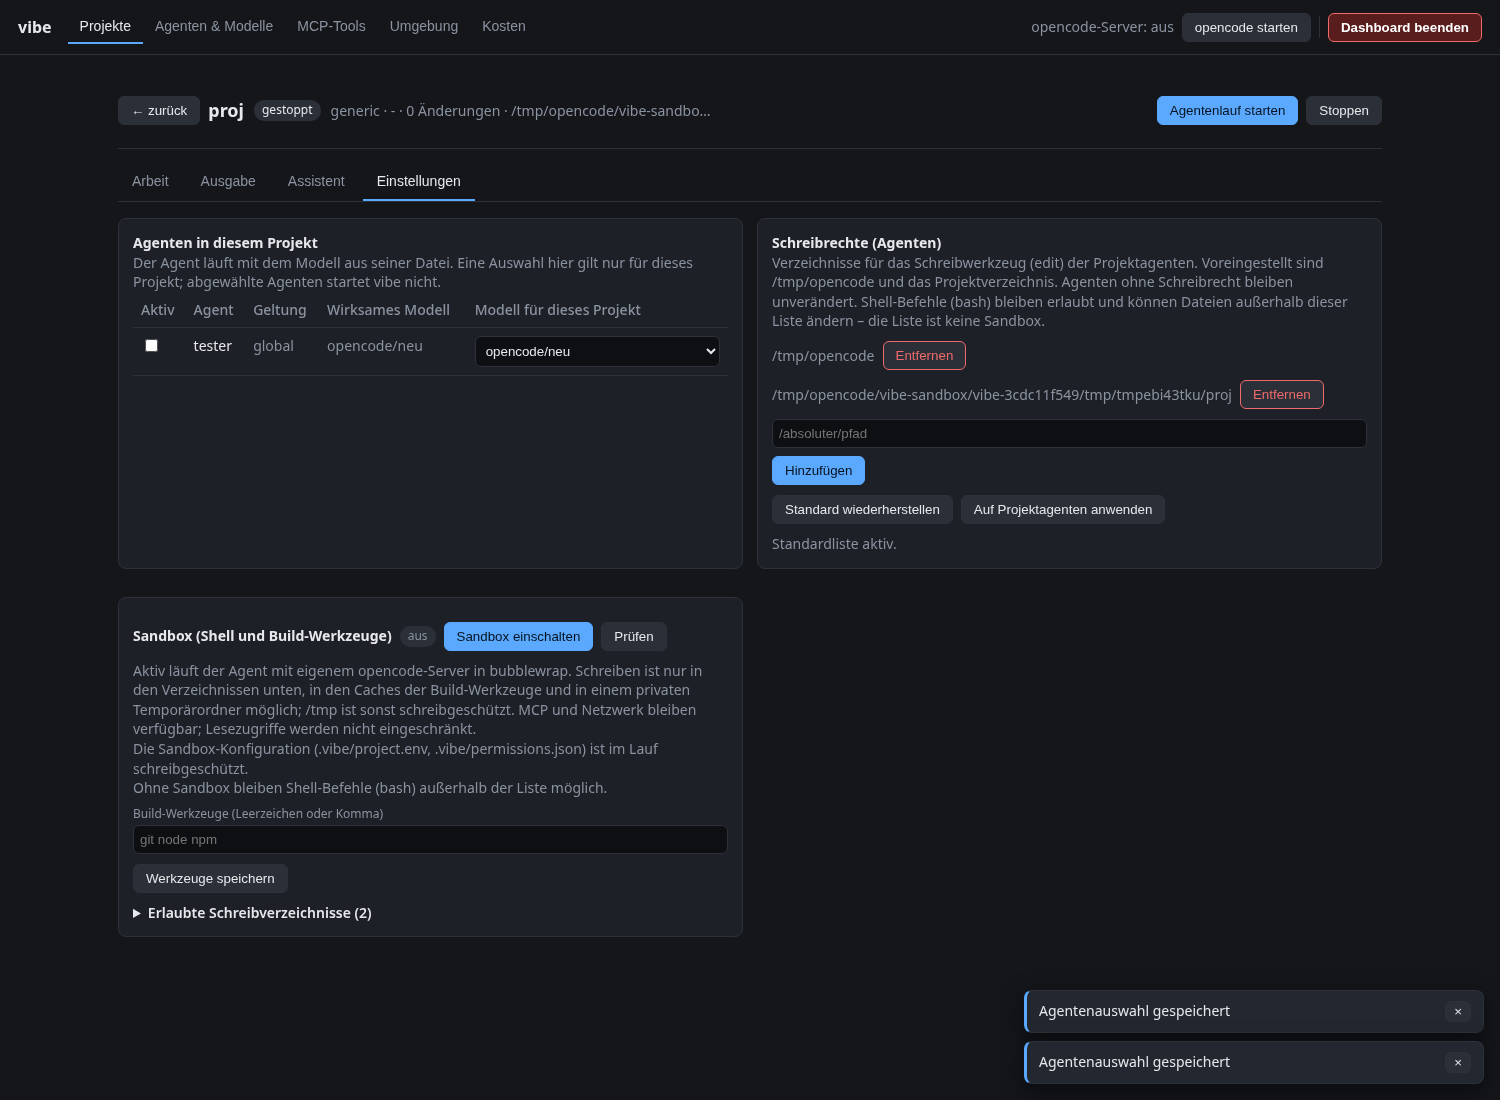 vibe Projekte Agenten & Modelle MCP-Tools Umgebung Kosten opencode-Server: aus opencode starten Dashboard beenden
← zurück proj gestoppt generic · - · 0 Änderungen · /tmp/opencode/vibe-sandbo… Agentenlauf starten Stoppen
Arbeit Ausgabe Assistent Einstellungen
Agenten in diesem Projekt
Der Agent läuft mit dem Modell aus seiner Datei. Eine Auswahl hier gilt nur für dieses
Projekt; abgewählte Agenten startet vibe nicht.
Aktiv Agent Geltung Wirksames Modell Modell für dieses Projekt
tester global opencode/neu opencode/neu
Schreibrechte (Agenten)
Verzeichnisse für das Schreibwerkzeug (edit) der Projektagenten. Voreingestellt sind
/tmp/opencode und das Projektverzeichnis. Agenten ohne Schreibrecht bleiben
unverändert. Shell-Befehle (bash) bleiben erlaubt und können Dateien außerhalb dieser
Liste ändern – die Liste ist keine Sandbox.
/tmp/opencode Entfernen
/tmp/opencode/vibe-sandbox/vibe-3cdc11f549/tmp/tmpebi43tku/proj Entfernen
/absoluter/pfad
Hinzufügen
Standard wiederherstellen Auf Projektagenten anwenden
Standardliste aktiv.
Sandbox (Shell und Build-Werkzeuge) aus Sandbox einschalten Prüfen
Aktiv läuft der Agent mit eigenem opencode-Server in bubblewrap. Schreiben ist nur in
den Verzeichnissen unten, in den Caches der Build-Werkzeuge und in einem privaten
Temporärordner möglich; /tmp ist sonst schreibgeschützt. MCP und Netzwerk bleiben
verfügbar; Lesezugriffe werden nicht eingeschränkt.
Die Sandbox-Konfiguration (.vibe/project.env, .vibe/permissions.json) ist im Lauf
schreibgeschützt.
Ohne Sandbox bleiben Shell-Befehle (bash) außerhalb der Liste möglich.
Build-Werkzeuge (Leerzeichen oder Komma)
git node npm
Werkzeuge speichern
▶ Erlaubte Schreibverzeichnisse (2)
Agentenauswahl gespeichert ×
Agentenauswahl gespeichert ×